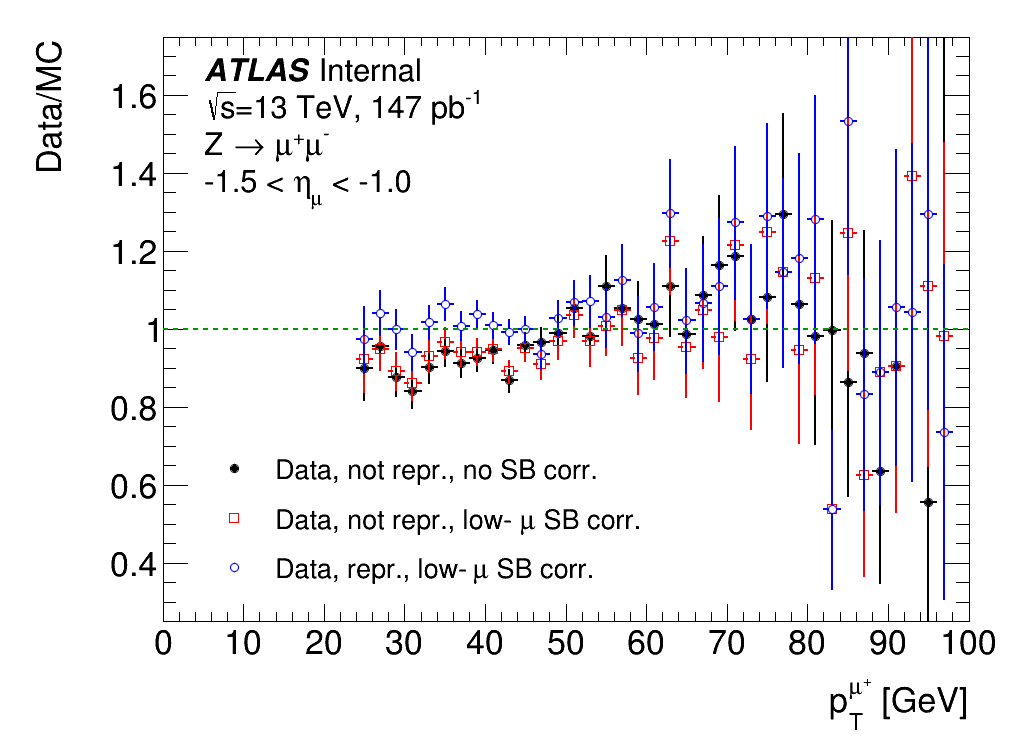 Data/MC
ATLAS Internal
√s=13 TeV, 147 pb⁻¹
Z → μ⁺μ⁻
-1.5 < η_μ < -1.0
1.6
1.4
1.2
1
0.8
0.6
0.4
Data, not repr., no SB corr.
Data, not repr., low- μ SB corr.
Data, repr., low- μ SB corr.
0 10 20 30 40 50 60 70 80 90 100
p_T^μ⁺ [GeV]